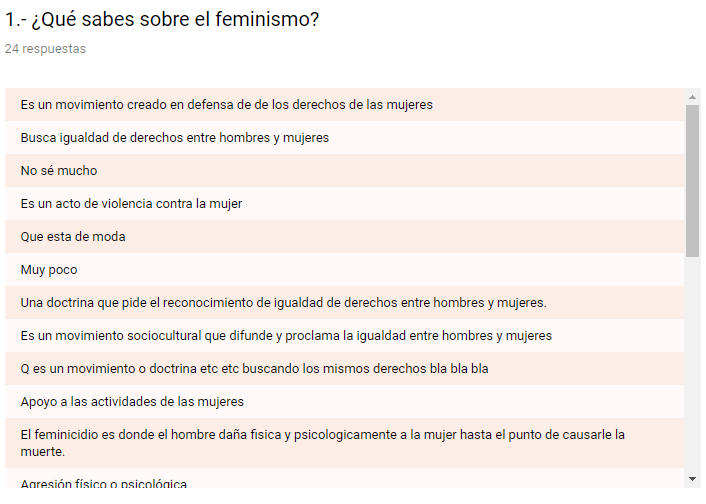 1.- ¿Qué sabes sobre el feminismo?
24 respuestas
Es un movimiento creado en defensa de de los derechos de las mujeres
Busca igualdad de derechos entre hombres y mujeres
No sé mucho
Es un acto de violencia contra la mujer
Que esta de moda
Muy poco
Una doctrina que pide el reconocimiento de igualdad de derechos entre hombres y mujeres.
Es un movimiento sociocultural que difunde y proclama la igualdad entre hombres y mujeres
Q es un movimiento o doctrina etc etc buscando los mismos derechos bla bla bla
Apoyo a las actividades de las mujeres
El feminicidio es donde el hombre daña fisica y psicologicamente a la mujer hasta el punto de causarle la
muerte.
Agresión físico o psicológica